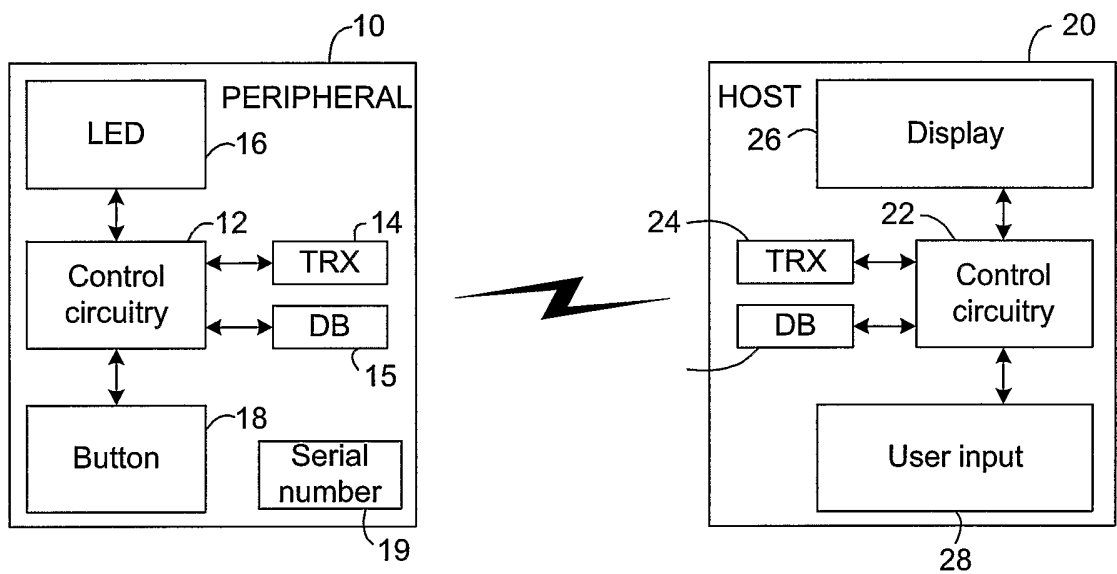 10
PERIPHERAL
LED
16
12
14
Control
circuitry
TRX
DB
15
18
Button
Serial
number
19
20
HOST
26
Display
24
22
TRX
Control
circuitry
DB
User input
28